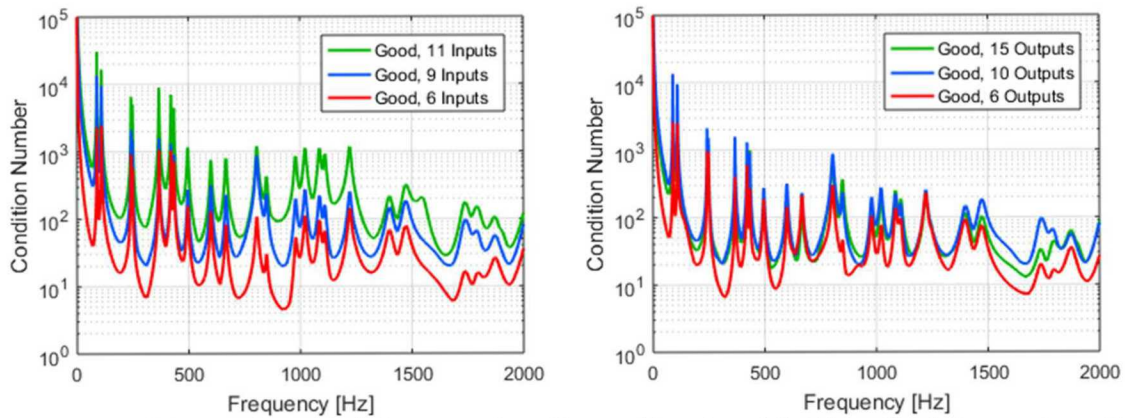 Condition Number
10^5
10^4
10^3
10^2
10^1
10^0
Good, 11 Inputs
Good, 9 Inputs
Good, 6 Inputs
0
500
1000
1500
2000
Frequency [Hz]
Condition Number
10^5
10^4
10^3
10^2
10^1
10^0
Good, 15 Outputs
Good, 10 Outputs
Good, 6 Outputs
0
500
1000
1500
2000
Frequency [Hz]